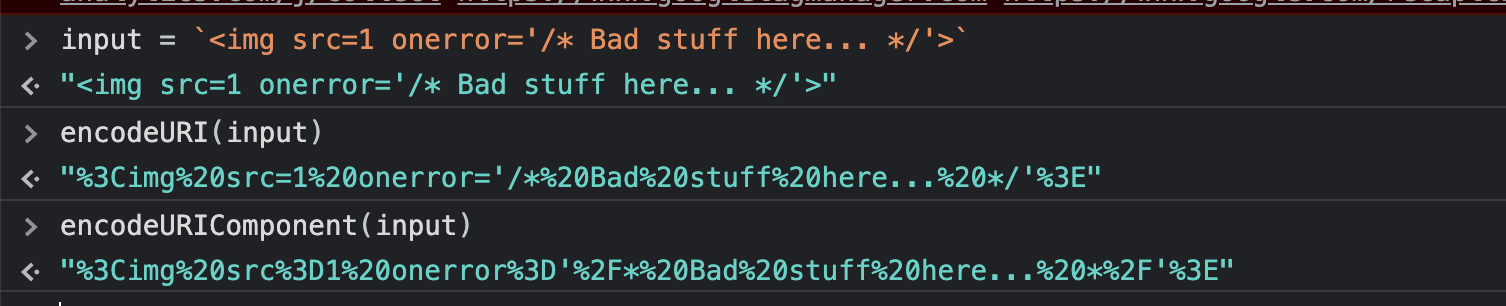 > input = `<img src=1 onerror='/* Bad stuff here... */'>`
"<img src=1 onerror='/* Bad stuff here... */'>"
> encodeURI(input)
"%3Cimg%20src=1%20onerror='/*%20Bad%20stuff%20here...%20*/'%3E"
> encodeURIComponent(input)
"%3Cimg%20src%3D1%20onerror%3D'%2F*%20Bad%20stuff%20here...%20*%2F'%3E"